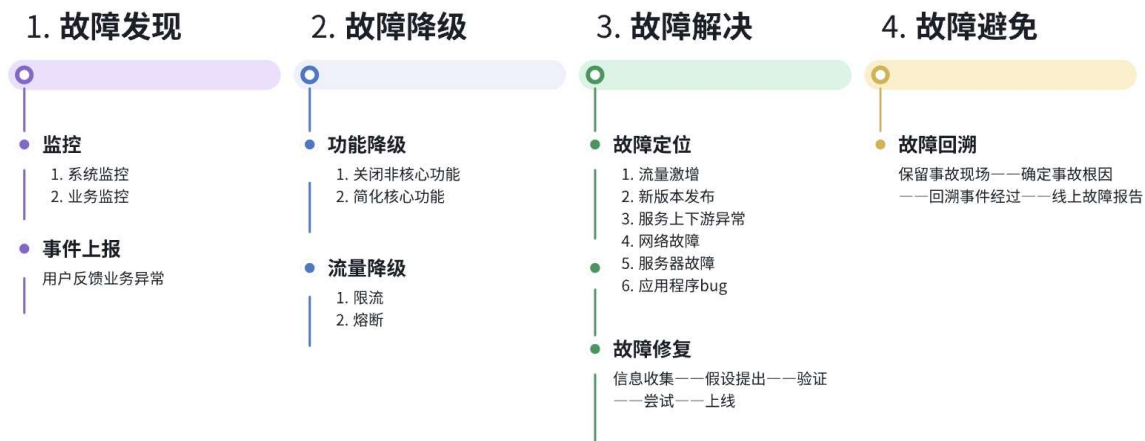 1. 故障发现
监控
1. 系统监控
2. 业务监控
事件上报
用户反馈业务异常
2. 故障降级
功能降级
1. 关闭非核心功能
2. 简化核心功能
流量降级
1. 限流
2. 熔断
3. 故障解决
故障定位
1. 流量激增
2. 新版本发布
3. 服务上下游异常
4. 网络故障
5. 服务器故障
6. 应用程序bug
故障修复
信息收集——假设提出——验证
——尝试——上线
4. 故障避免
故障回溯
保留事故现场——确定事故根因
——回溯事件经过——线上故障报告